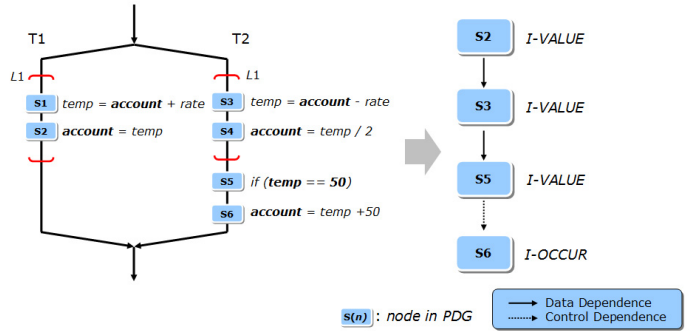 T1
T2
L1
L1
S1 temp = account + rate
S2 account = temp
S3 temp = account - rate
S4 account = temp / 2
S5 if (temp == 50)
S6 account = temp +50
S2 I-VALUE
S3 I-VALUE
S5 I-VALUE
S6 I-OCCUR
S(n) : node in PDG
Data Dependence
Control Dependence